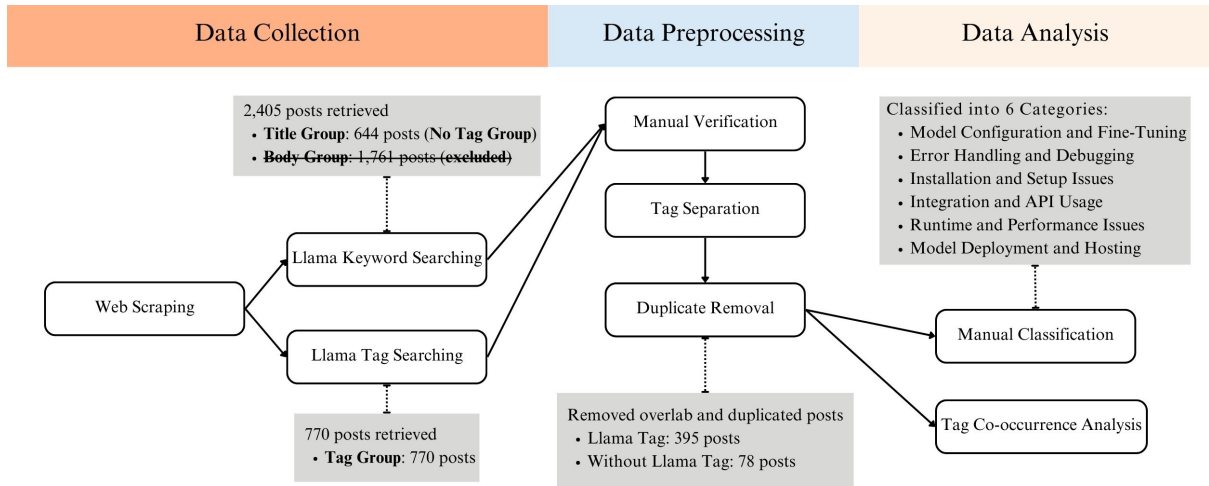 Data Collection
Data Preprocessing
Data Analysis
2,405 posts retrieved
• Title Group: 644 posts (No Tag Group)
• Body Group: 1,761 posts (excluded)
Llama Keyword Searching
Web Scraping
Llama Tag Searching
770 posts retrieved
• Tag Group: 770 posts
Manual Verification
Tag Separation
Duplicate Removal
Removed overlab and duplicated posts
• Llama Tag: 395 posts
• Without Llama Tag: 78 posts
Classified into 6 Categories:
• Model Configuration and Fine-Tuning
• Error Handling and Debugging
• Installation and Setup Issues
• Integration and API Usage
• Runtime and Performance Issues
• Model Deployment and Hosting
Manual Classification
Tag Co-occurrence Analysis